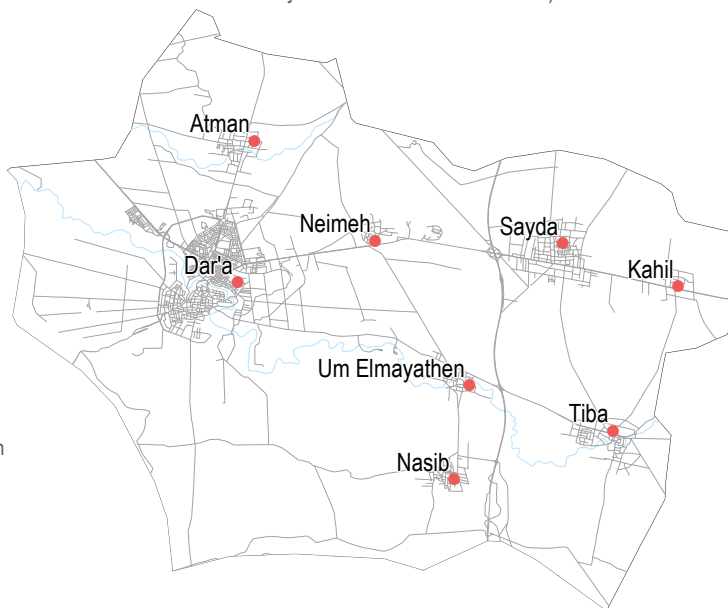 Atman
Neimeh
Sayda
Dar'a
Kahil
Um Elmayathen
Tiba
Nasib